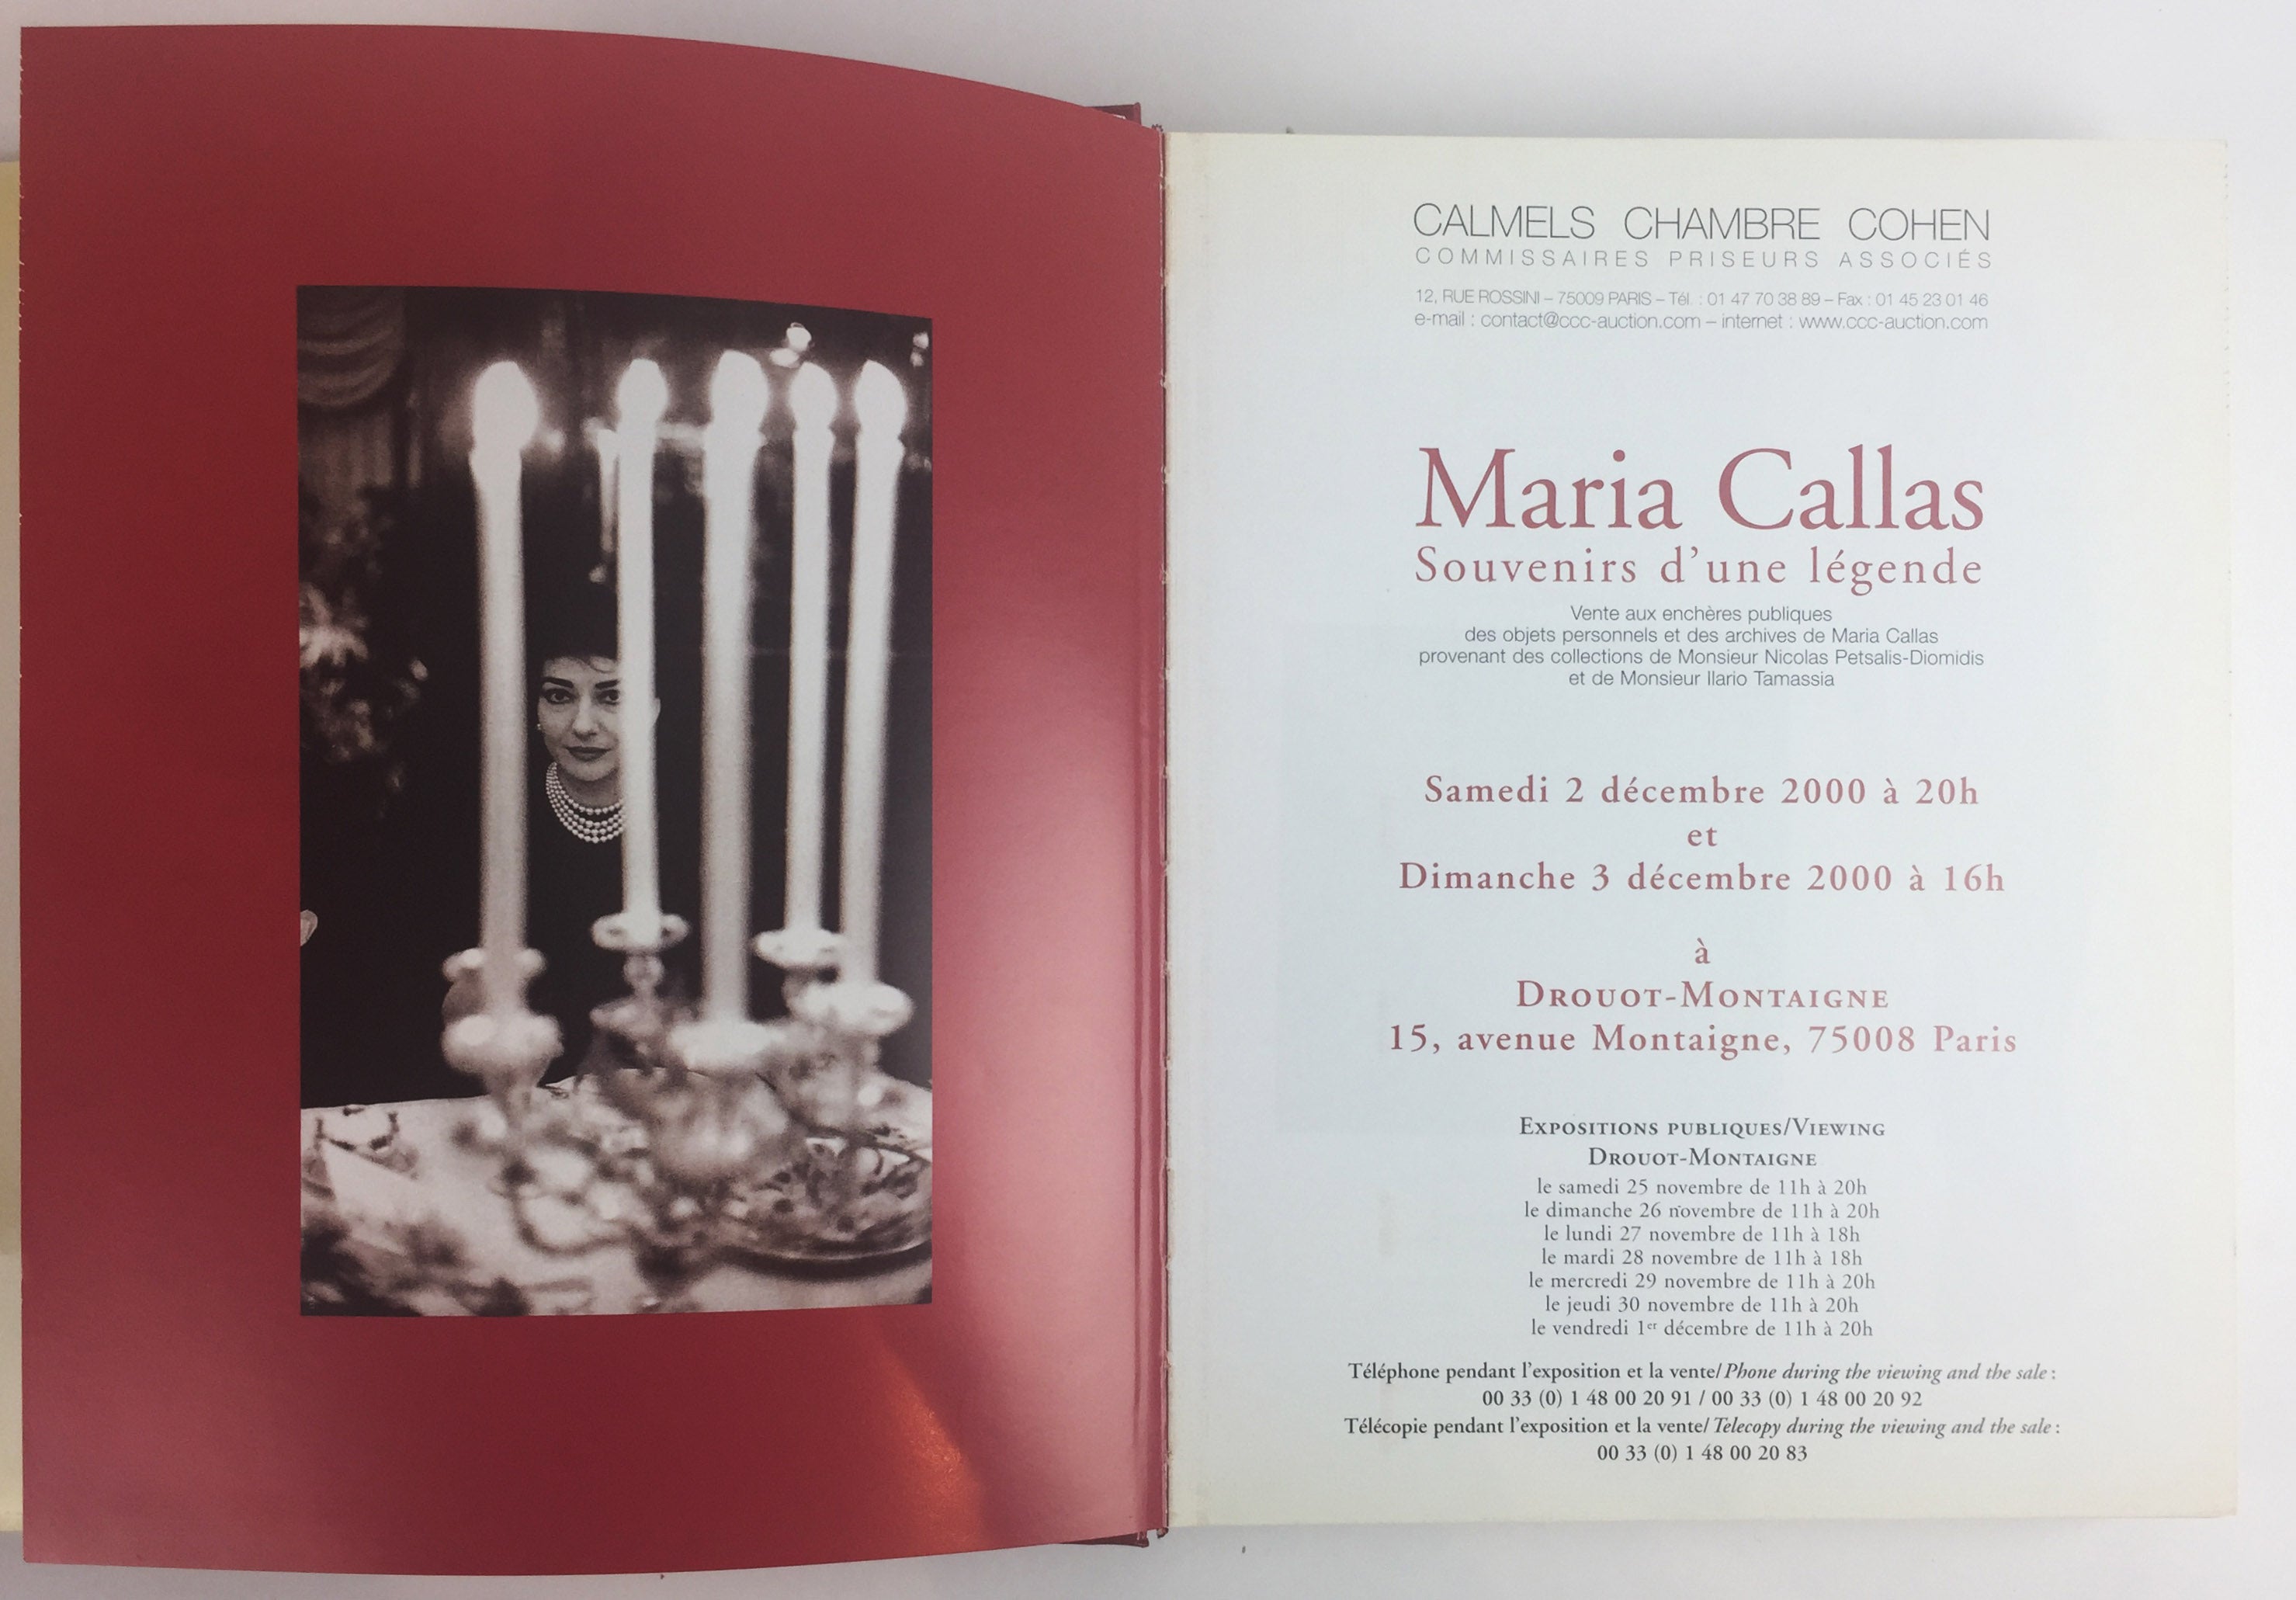 CALMELS CHAMBRE COHEN
COMMISSAIRES PRISEURS ASSOCIÉS
12, RUE ROSSINI – 75009 PARIS – Tél. : 01 47 70 38 89 – Fax : 01 45 23 01 46
e-mail : contact@ccc-auction.com – internet : www.ccc-auction.com
Maria Callas
Souvenirs d'une légende
Vente aux enchères publiques
des objets personnels et des archives de Maria Callas
provenant des collections de Monsieur Nicolas Petsalis-Diomidis
et de Monsieur Ilario Tamassia
Samedi 2 décembre 2000 à 20h
et
Dimanche 3 décembre 2000 à 16h
à
DROUOT-MONTAIGNE
15, avenue Montaigne, 75008 Paris
EXPOSITIONS PUBLIQUES/VIEWING
DROUOT-MONTAIGNE
le samedi 25 novembre de 11h à 20h
le dimanche 26 novembre de 11h à 20h
le lundi 27 novembre de 11h à 18h
le mardi 28 novembre de 11h à 18h
le mercredi 29 novembre de 11h à 20h
le jeudi 30 novembre de 11h à 20h
le vendredi 1er décembre de 11h à 20h
Téléphone pendant l'exposition et la vente/Phone during the viewing and the sale :
00 33 (0) 1 48 00 20 91 / 00 33 (0) 1 48 00 20 92
Télécopie pendant l'exposition et la vente/Telecopy during the viewing and the sale :
00 33 (0) 1 48 00 20 83